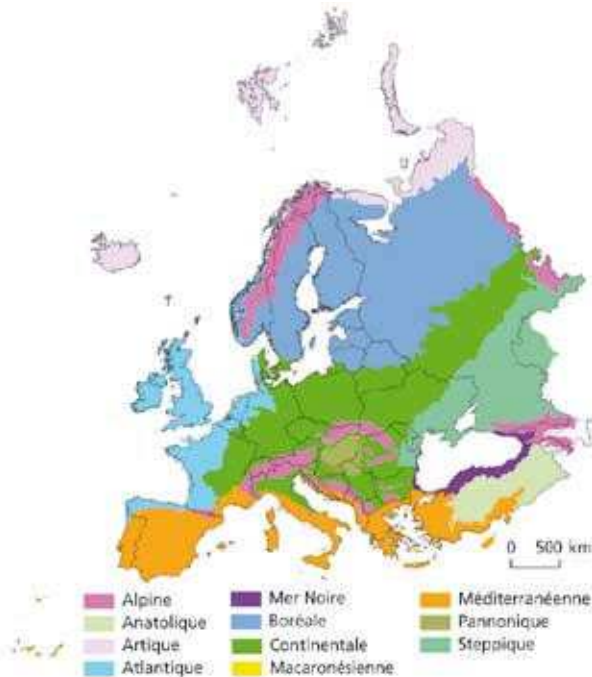 0 500 km
Alpine
Anatolique
Artique
Atlantique
Mer Noire
Boréale
Continentale
Macaronésienne
Méditerranéenne
Pannonique
Steppique